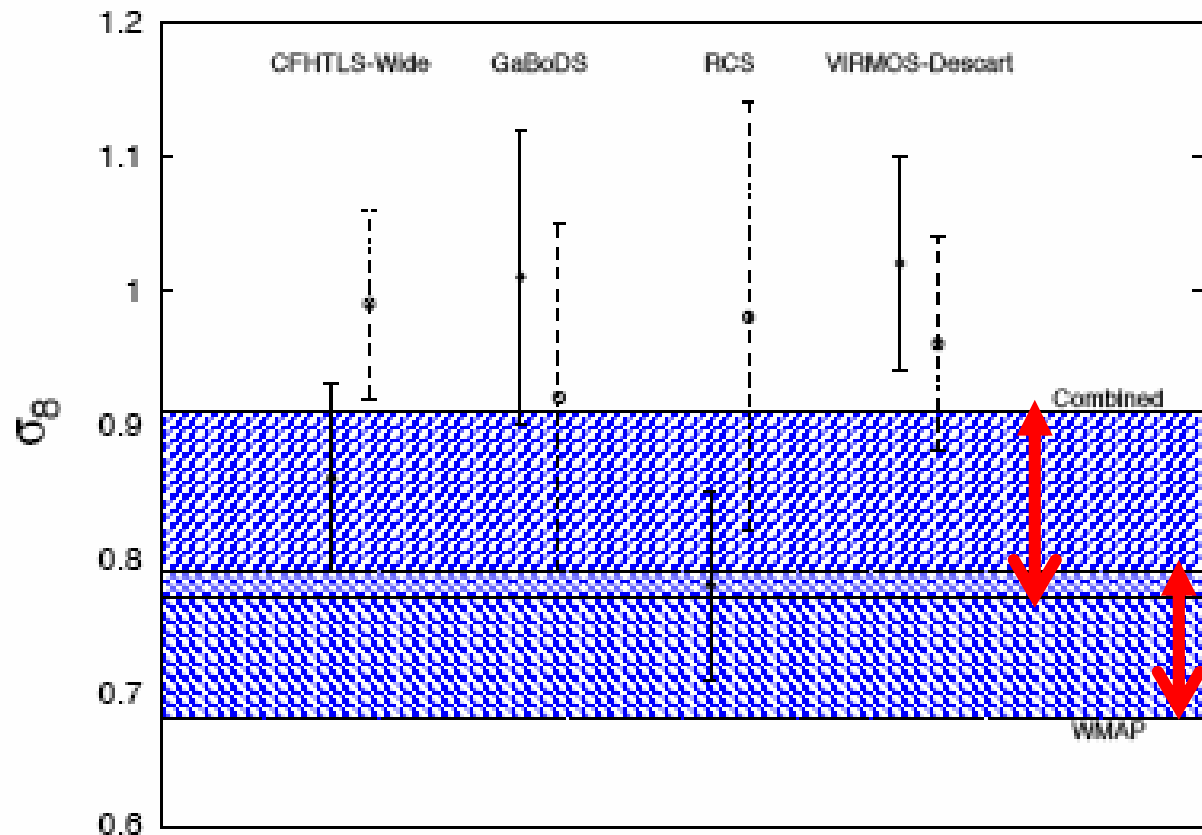 1.2
CFHTLS-Wide GaBoDS RCS VIRMOS-Descart
1.1
1
Combined
0.9
σ8
0.8
0.7
WMAP
0.6